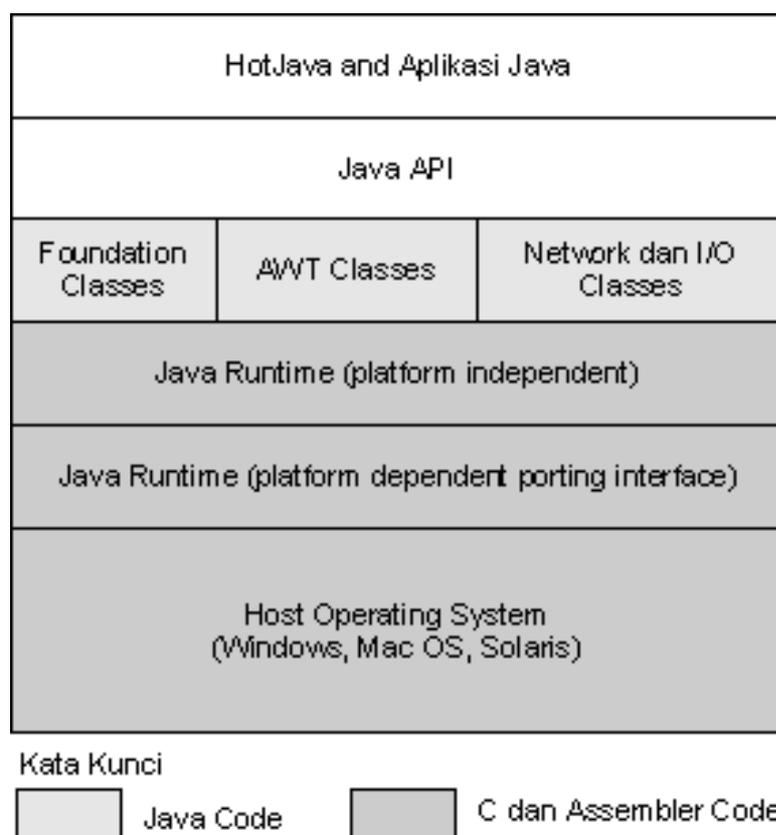 HotJava and Aplikasi Java
Java API
Foundation
Classes
AWT Classes
Network dan I/O
Classes
Java Runtime (platform independent)
Java Runtime (platform dependent porting interface)
Host Operating System
(Windows, Mac OS, Solaris)
Kata Kunci
Java Code
C dan Assembler Code